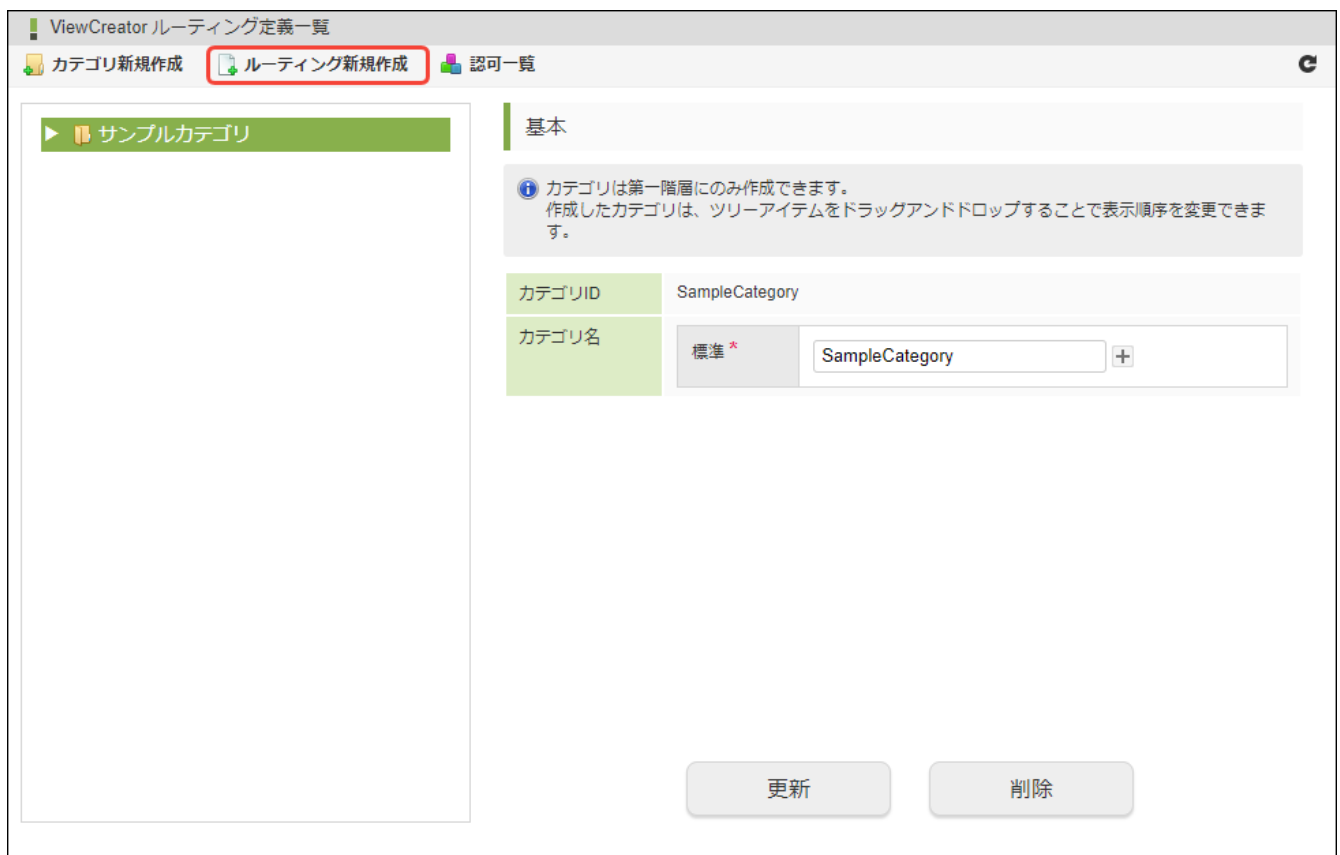 ViewCreator ルーティング定義一覧
カテゴリ新規作成 ルーティング新規作成 認可一覧
サンプルカテゴリ
基本
カテゴリは第一階層にのみ作成できます。
作成したカテゴリは、ツリーアイテムをドラッグアンドドロップすることで表示順序を変更できま
す。
カテゴリID SampleCategory
カテゴリ名 標準 * SampleCategory
更新 削除